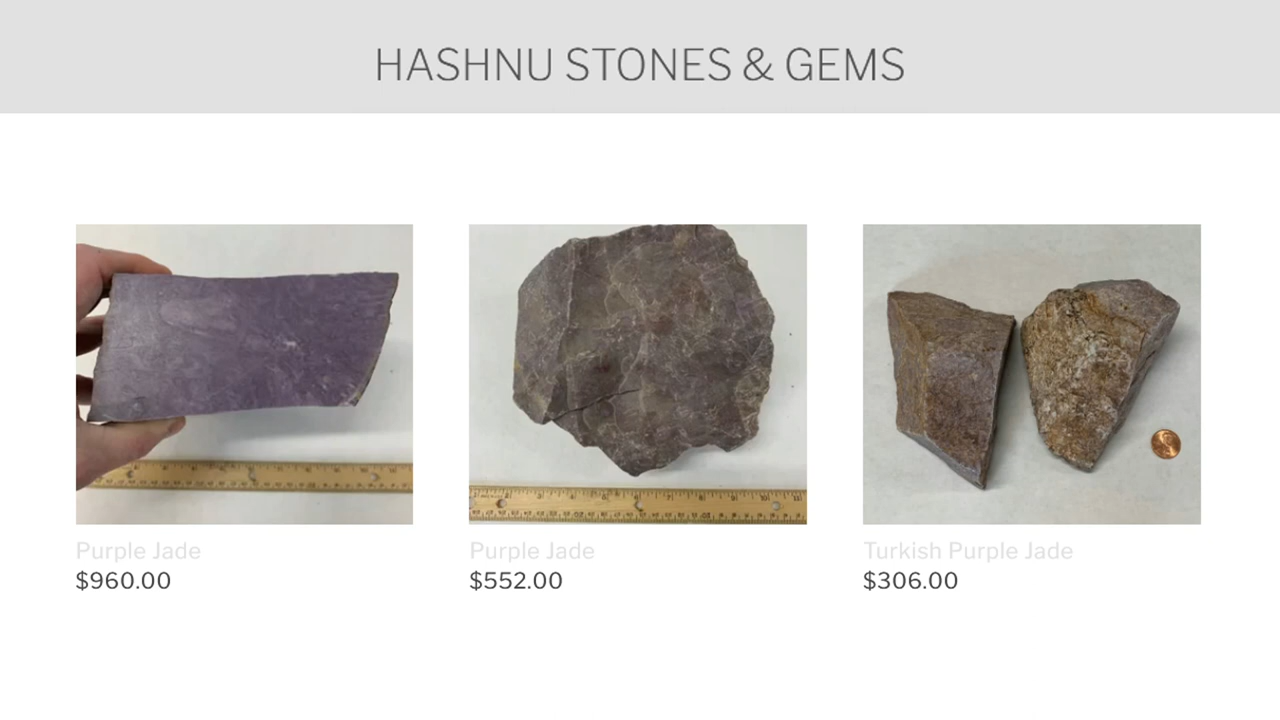 HASHNU STONES & GEMS
Purple Jade
$960.00
Purple Jade
$552.00
Turkish Purple Jade
$306.00